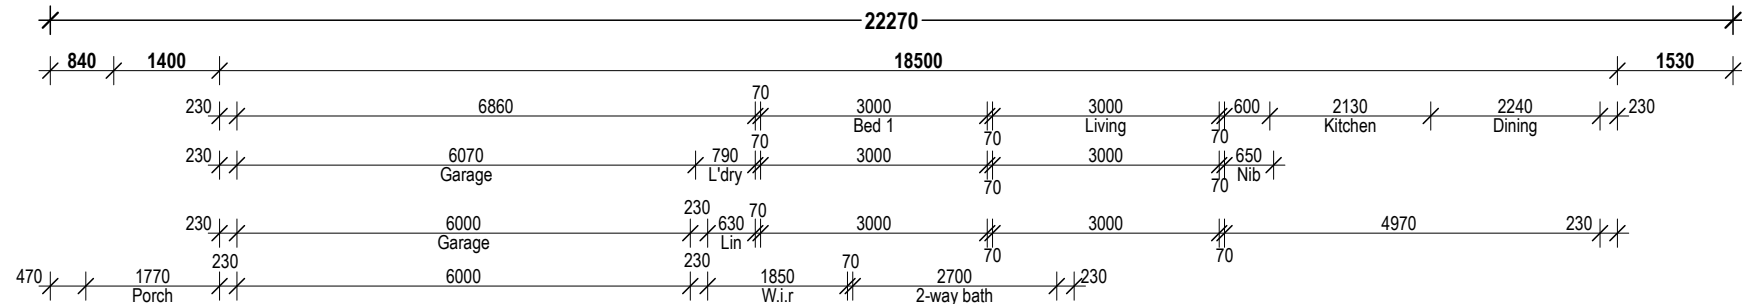 22270
840 1400 18500 1530
70
230 6860 3000 3000 600 2130 2240 230
Bed 1 Living Kitchen Dining
70 70 70
230 6070 790 3000 3000 650
Garage L'dry Nib
70 70
230 70
230 6000 630 3000 3000 4970 230
Garage Lin
230 230 70 70 70
470 1770 6000 1850 2700 230
Porch W.i.r 2-way bath